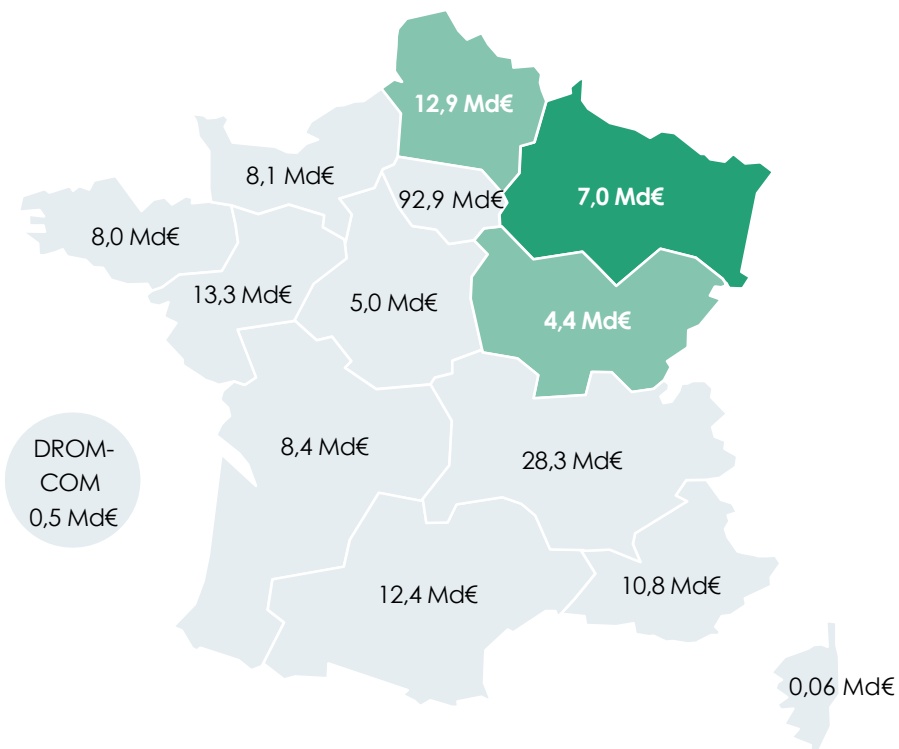 12,9 Md€
8,1 Md€
92,9 Md€
7,0 Md€
8,0 Md€
13,3 Md€
5,0 Md€
4,4 Md€
DROM-
COM
0,5 Md€
8,4 Md€
28,3 Md€
12,4 Md€
10,8 Md€
0,06 Md€